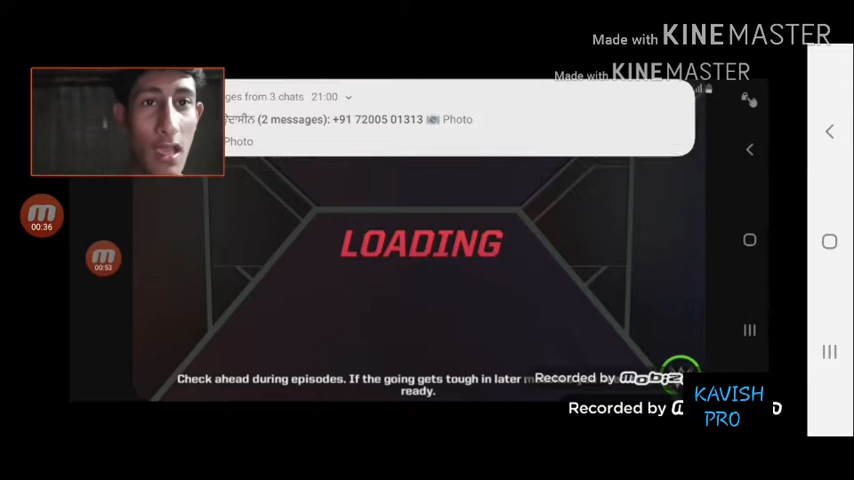 Made with KINEMASTER
Made with KINEMASTER
ges from 3 chats 21:00
(2 messages): +91 72005 01313 Photo
Photo
00:36
00:53
LOADING
Check ahead during episodes. If the going gets tough in later
ready.
Recorded by
Recorded by
KAVISH
PRO